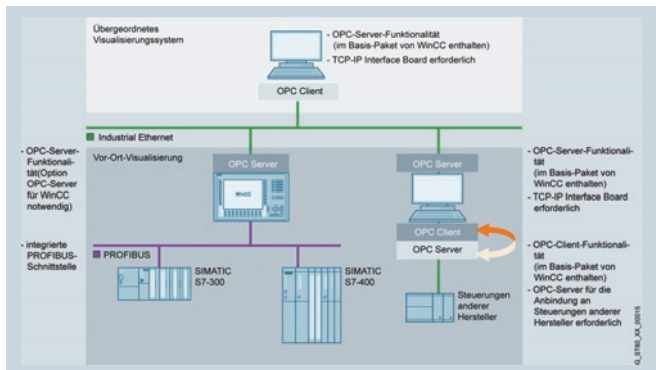 Übergeordnetes
Visualisierungssystem
- OPC-Server-Funktionalität
(im Basis-Paket von WinCC enthalten)
- TCP-IP Interface Board erforderlich
OPC Client
Industrial Ethernet
- OPC-Server-
Funktionali-
tät(Option
OPC-Server
für WinCC
notwendig)
- integrierte
PROFIBUS-
Schnittstelle
Vor-Ort-Visualisierung
OPC Server
WinCC
PROFIBUS
SIMATIC
S7-300
SIMATIC
S7-400
OPC Server
OPC Client
OPC Server
Steuerungen
anderer
Hersteller
- OPC-Server-Funktionali-
tät
(im Basis-Paket von
WinCC enthalten)
- TCP-IP Interface Board
erforderlich
- OPC-Client-Funktionali-
tät
(im Basis-Paket von
WinCC enthalten)
- OPC-Server für die
Anbindung an
Steuerungen anderer
Hersteller erforderlich
G_ST80_XX_00015